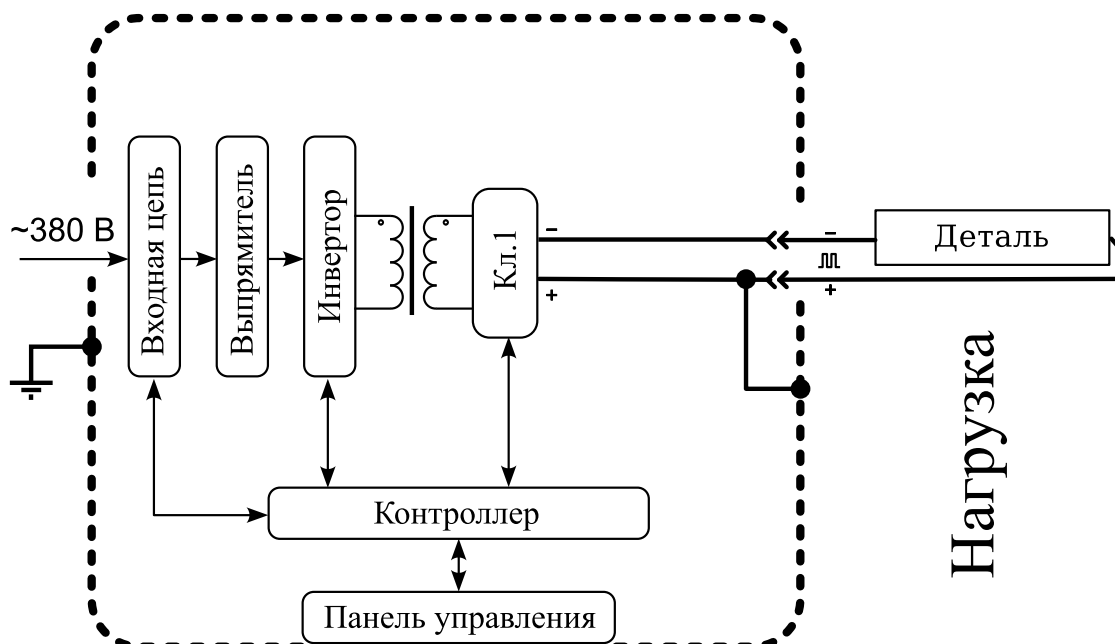 ~380 В
Входная цепь
Выпрямитель
Инвертор
Кл.1
-
+
-
+
Деталь
Нагрузка
Контроллер
Панель управления